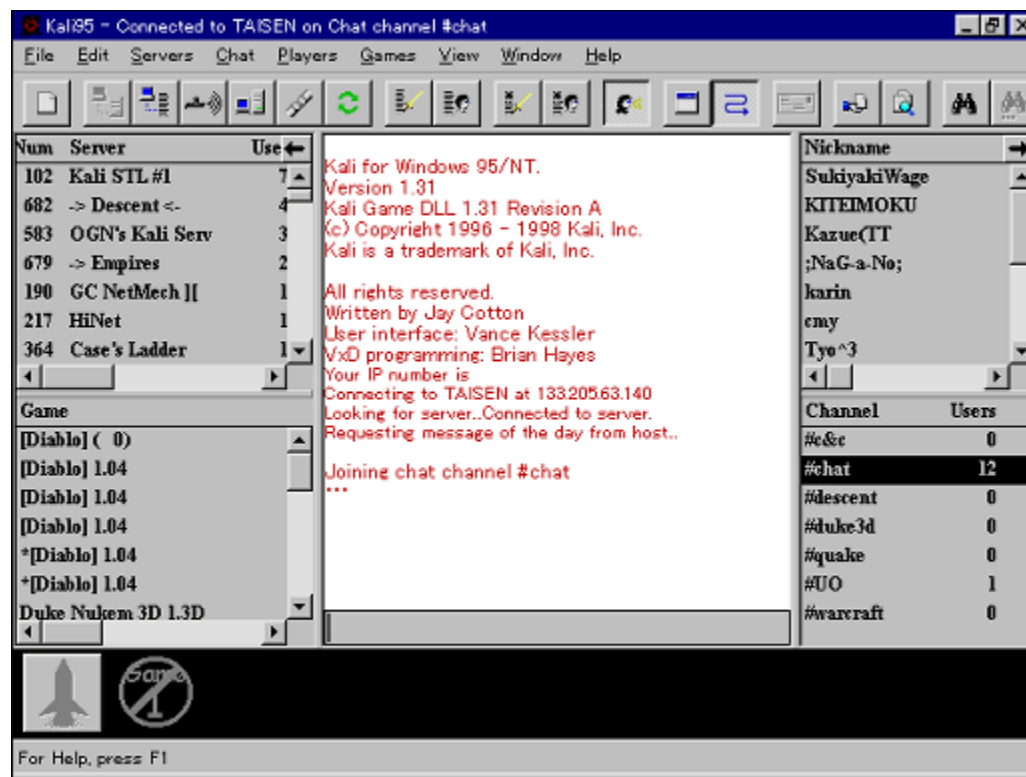 Kali95 - Connected to TAISEN on Chat channel #chat
File Edit Servers Chat Players Games View Window Help
Num Server Use
102 Kali STL #1 7
682 -> Descent <- 4
583 OGN's Kali Serv 3
679 -> Empires 2
190 GC NetMech ][ 1
217 HiNet 1
364 Case's Ladder 1
Game
[Diablo] ( 0)
[Diablo] 1.04
[Diablo] 1.04
[Diablo] 1.04
*[Diablo] 1.04
*[Diablo] 1.04
Duke Nukem 3D 1.3D
Kali for Windows 95/NT.
Version 1.31
Kali Game DLL 1.31 Revision A
(c) Copyright 1996 - 1998 Kali, Inc.
Kali is a trademark of Kali, Inc.
All rights reserved.
Written by Jay Cotton
User interface: Vance Kessler
VxD programming: Brian Hayes
Your IP number is
Connecting to TAISEN at 133.205.63.140
Looking for server..Connected to server.
Requesting message of the day from host..
Joining chat channel #chat
***
Nickname
SukiyakiWage
KITEIMOKU
Kazue(TT
;NaG-a-No;
karin
emy
Tyo^3
Channel Users
#c&c 0
#chat 12
#descent 0
#duke3d 0
#quake 0
#UO 1
#warcraft 0
Game
1
For Help, press F1